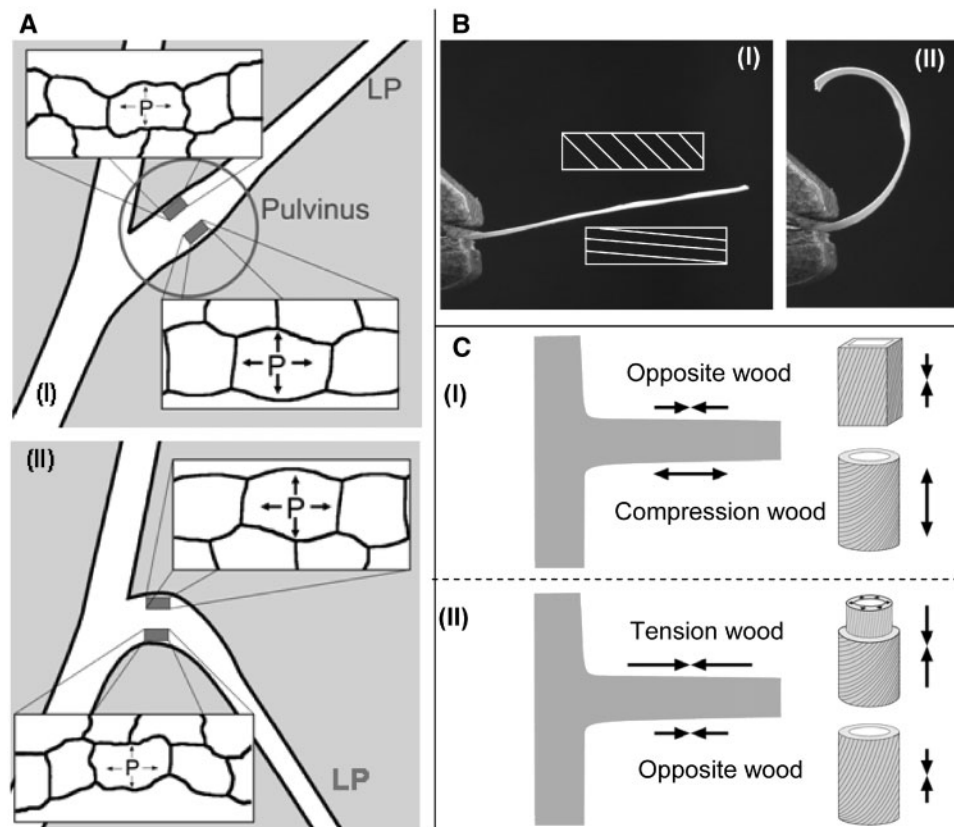 A
P
LP
Pulvinus
P
(I)
(II)
P
P
LP
B
(I)
(II)
C
(I)
Opposite wood
Compression wood
(II)
Tension wood
Opposite wood